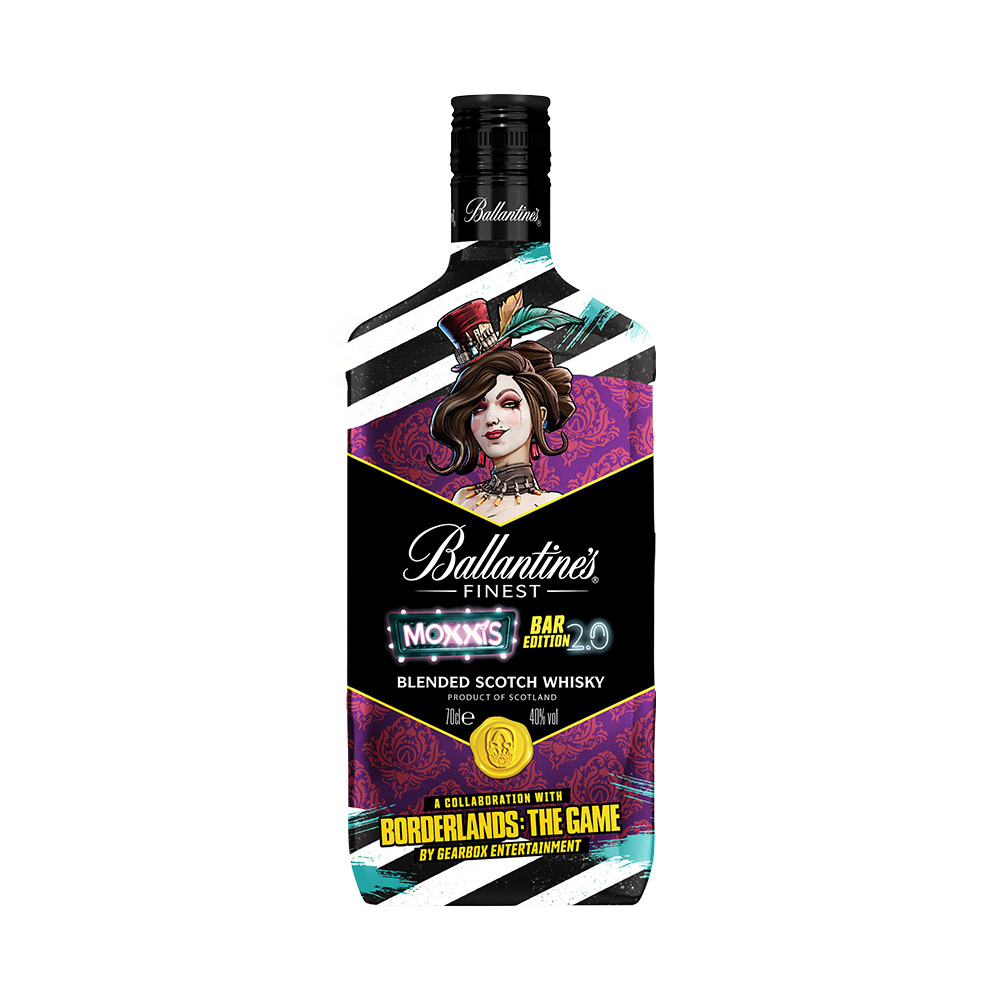 Ballantine's®
Ballantine's®
FINEST
MOXXI'S BAR EDITION 2.0
BLENDED SCOTCH WHISKY
PRODUCT OF SCOTLAND
70cl℮ 40% vol
A COLLABORATION WITH
BORDERLANDS: THE GAME
BY GEARBOX ENTERTAINMENT